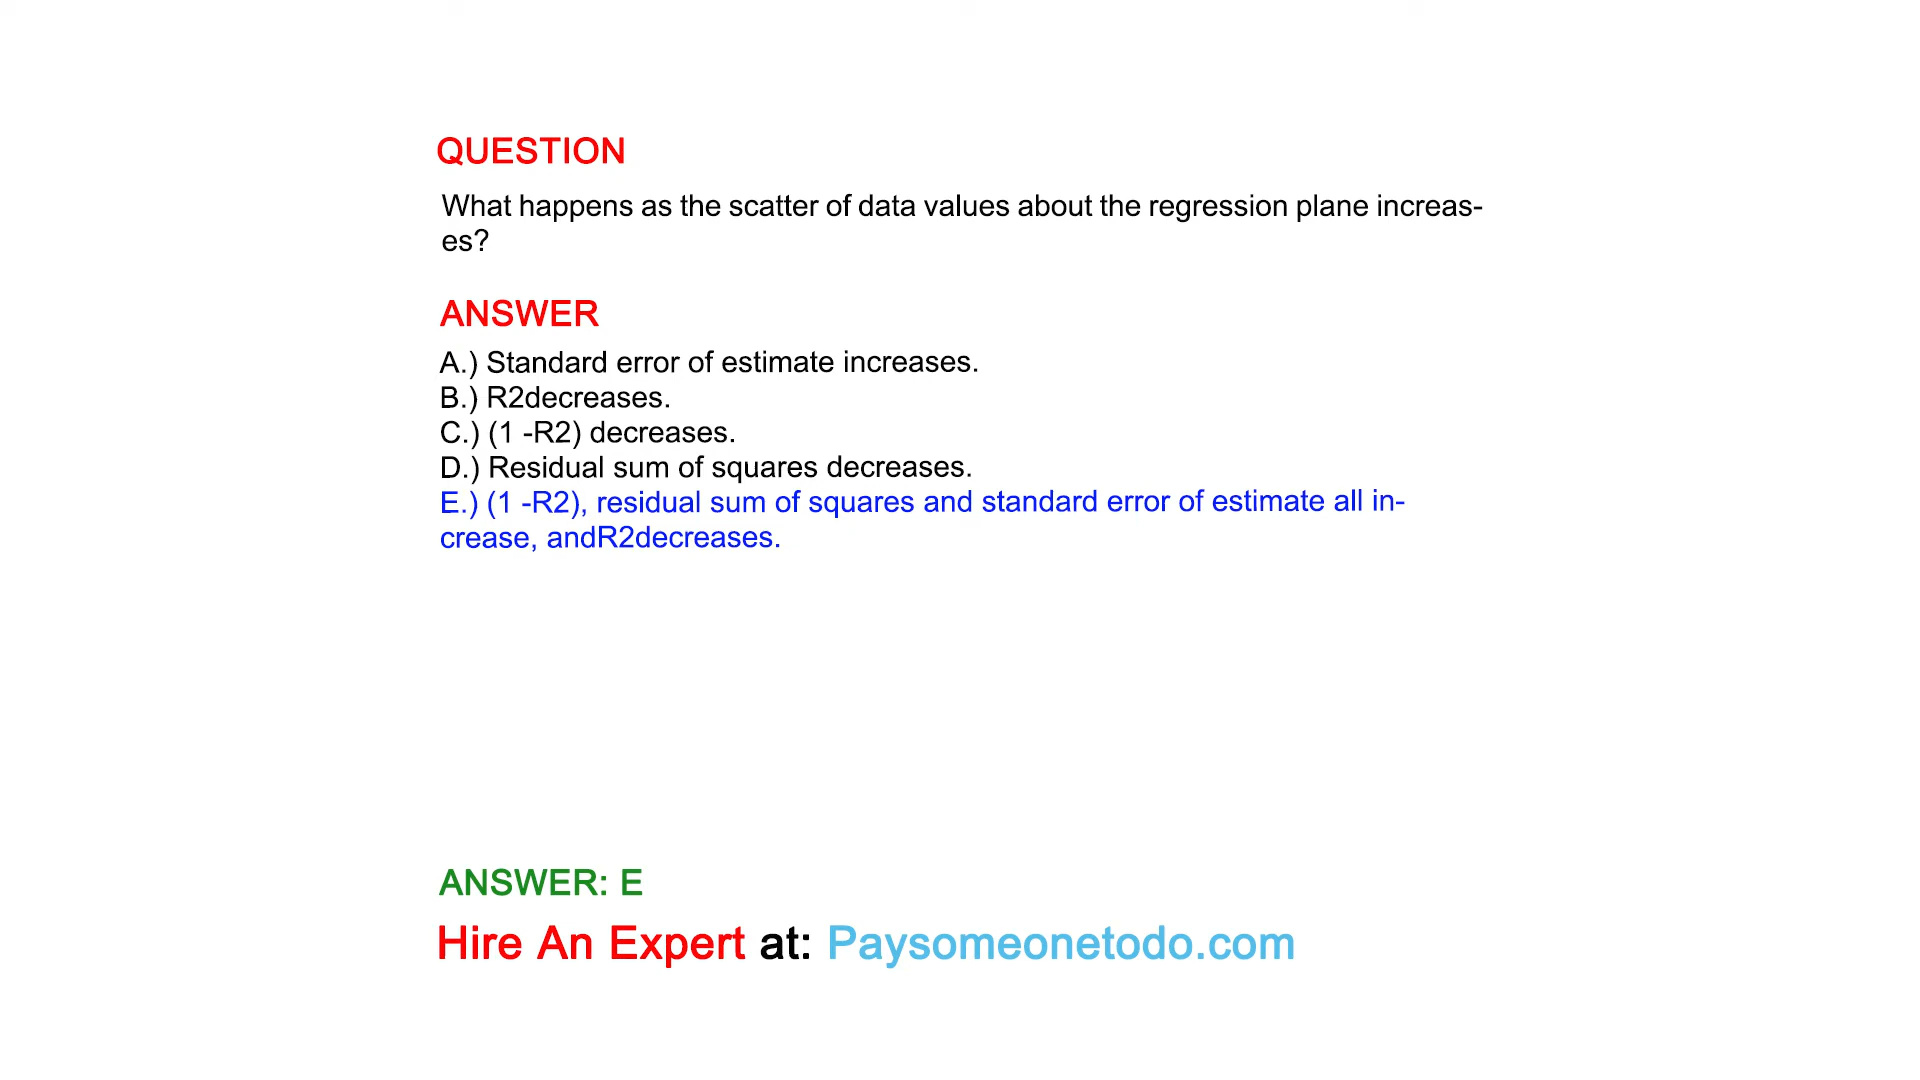 QUESTION
What happens as the scatter of data values about the regression plane increas-
es?
ANSWER
A.) Standard error of estimate increases.
B.) R2decreases.
C.) (1 -R2) decreases.
D.) Residual sum of squares decreases.
E.) (1 -R2), residual sum of squares and standard error of estimate all in-
crease, andR2decreases.
ANSWER: E
Hire An Expert at: Paysomeonetodo.com